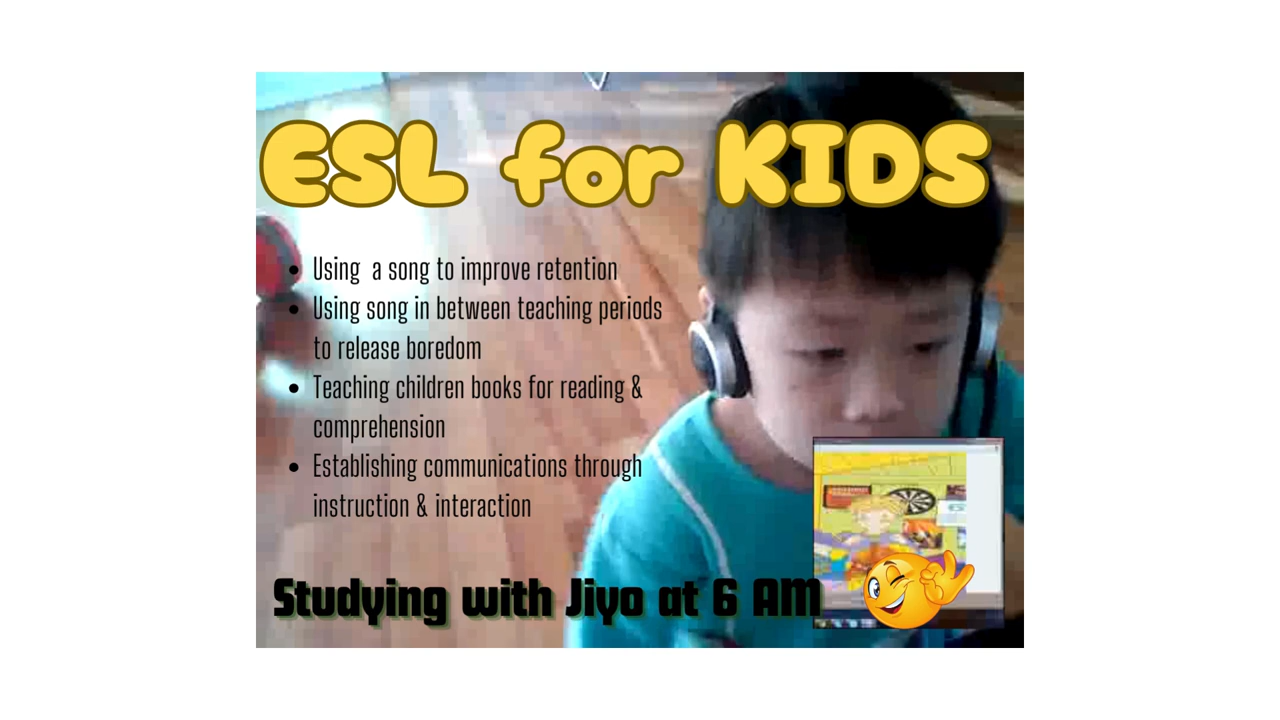 ESL for KIDS
• Using  a song to improve retention
• Using song in between teaching periods
to release boredom
• Teaching children books for reading &
comprehension
• Establishing communications through
instruction & interaction
Studying with Jiyo at 6 AM